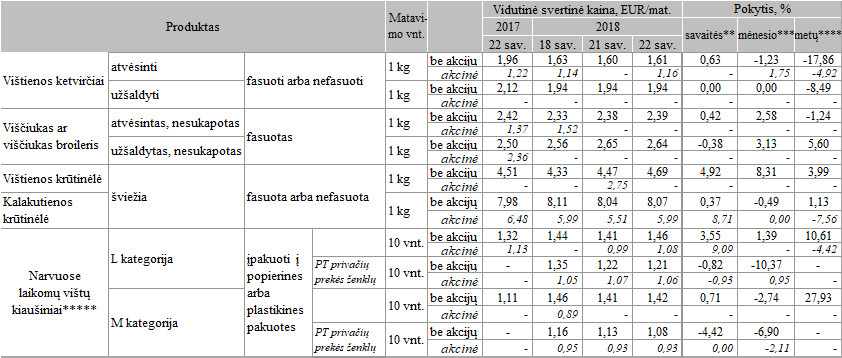 Produktas Matavi-mo vnt. Vidutinė svertinė kaina, EUR/mat. Pokytis, %
2017 2018 savaitės** mėnesio*** metų****
22 sav. 18 sav. 21 sav. 22 sav.
Vištienos ketvirčiai atvėsinti fasuoti arba nefasuoti 1 kg be akcijų 1,96 1,63 1,60 1,61 0,63 -1,23 -17,86
akcinė 1,22 1,14 - 1,16 - 1,75 -4,92
užšaldyti 1 kg be akcijų 2,12 1,94 1,94 1,94 0,00 0,00 -8,49
akcinė - - - - - - -
Viščiukas ar viščiukas broileris atvėsintas, nesukapotas fasuotas 1 kg be akcijų 2,42 2,33 2,38 2,39 0,42 2,58 -1,24
akcinė 1,37 1,52 - - - - -
užšaldytas, nesukapotas 1 kg be akcijų 2,50 2,56 2,65 2,64 -0,38 3,13 5,60
akcinė 2,36 - - - - - -
Vištienos krūtinėlė šviežia fasuota arba nefasuota 1 kg be akcijų 4,51 4,33 4,47 4,69 4,92 8,31 3,99
akcinė - - 2,75 - - - -
Kalakutienos krūtinėlė 1 kg be akcijų 7,98 8,11 8,04 8,07 0,37 -0,49 1,13
akcinė 6,48 5,99 5,51 5,99 8,71 0,00 -7,56
Narvuose laikomų vištų kiaušiniai***** L kategorija įpakuoti į popierines arba plastikines pakuotes 10 vnt. be akcijų 1,32 1,44 1,41 1,46 3,55 1,39 10,61
akcinė 1,13 - 0,99 1,08 9,09 - -4,42
PT privačių prekės ženklų 10 vnt. be akcijų - 1,35 1,22 1,21 -0,82 -10,37 -
akcinė - 1,05 1,07 1,06 -0,93 0,95 -
M kategorija 10 vnt. be akcijų 1,11 1,46 1,41 1,42 0,71 -2,74 27,93
akcinė - 0,89 - - - - -
PT privačių prekės ženklų 10 vnt. be akcijų - 1,16 1,13 1,08 -4,42 -6,90 -
akcinė - 0,95 0,93 0,93 0,00 -2,11 -